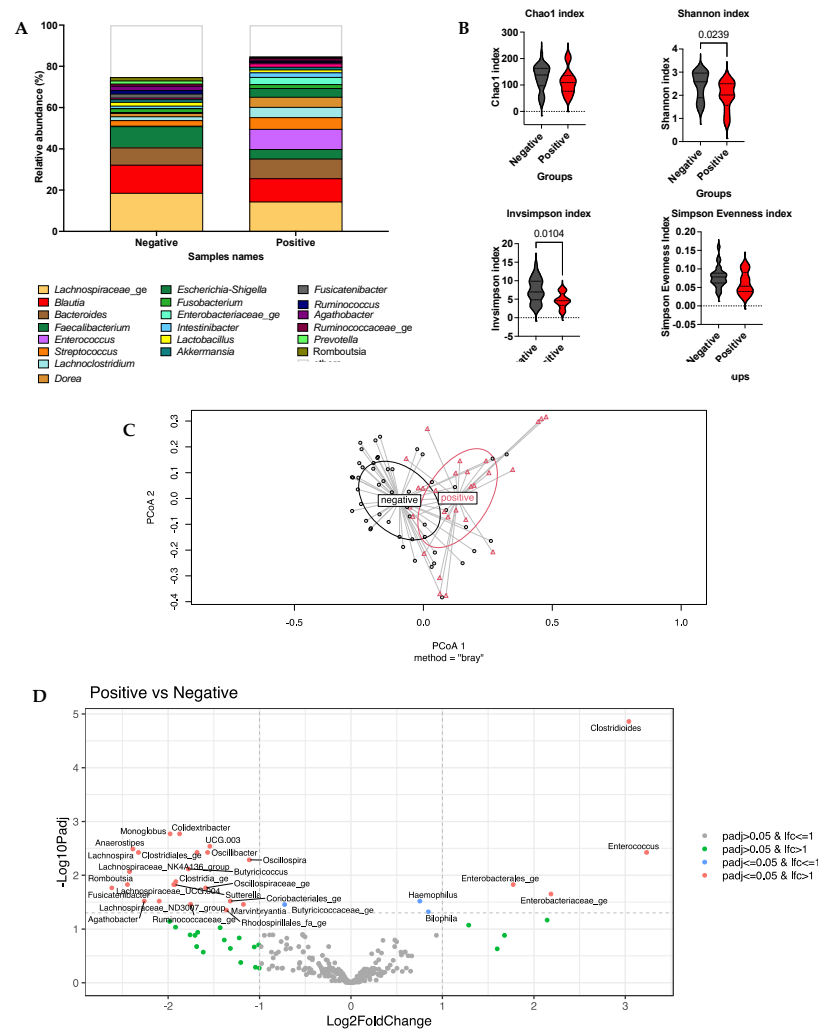 A
100
80
60
40
20
0
Relative abundance (%)
Negative
Positive
Samples names
Lachnospiraceae_ge
Blautia
Bacteroides
Faecalibacterium
Enterococcus
Streptococcus
Lachnoclostridium
Dorea
Escherichia-Shigella
Fusobacterium
Enterobacteriaceae_ge
Intestinibacter
Lactobacillus
Akkermansia
Fusicatenibacter
Ruminococcus
Agathobacter
Ruminococcaceae_ge
Prevotella
Romboutsia
B
Chao1 index
300
200
100
0
Chao1 index
Negative
Positive
Groups
Shannon index
0.0239
4
3
2
1
0
Shannon index
Negative
Positive
Groups
Invsimpson index
0.0104
20
15
10
5
0
-5
Invsimpson index
Simpson Evenness index
0.20
0.15
0.10
0.05
0.00
-0.05
Simpson Evenness Index
Negative
Positive
ups
C
0.3
0.2
0.1
0.0
-0.1
-0.2
-0.3
-0.4
PCoA 2
negative
positive
-0.5
0.0
0.5
1.0
PCoA 1
method = "bray"
D
Positive vs Negative
5
4
3
2
1
0
-Log10Padj
Clostridioides
Monoglobus
Colidextribacter
Anaerostipes
UCG.003
Lachnospira
Clostridiales_ge
Oscillibacter
Oscillospira
Enterococcus
Lachnospiraceae_NK4A136_group
Butyricicoccus
Romboutsia
Clostridia_ge
Oscillospiraceae_ge
Enterobacterales_ge
Lachnospiraceae_UCG.004
Fusicatenibacter
Sutterella
Coriobacteriales_ge
Haemophilus
Enterobacteriaceae_ge
Lachnospiraceae_ND3007_group
Marvinbryantia
Butyricicoccaceae_ge
Agathobacter
Ruminococcaceae_ge
Rhodospirillales_fa_ge
Bilophila
-2
-1
0
1
2
3
Log2FoldChange
padj>0.05 & lfc<=1
padj>0.05 & lfc>1
padj<=0.05 & lfc<=1
padj<=0.05 & lfc>1